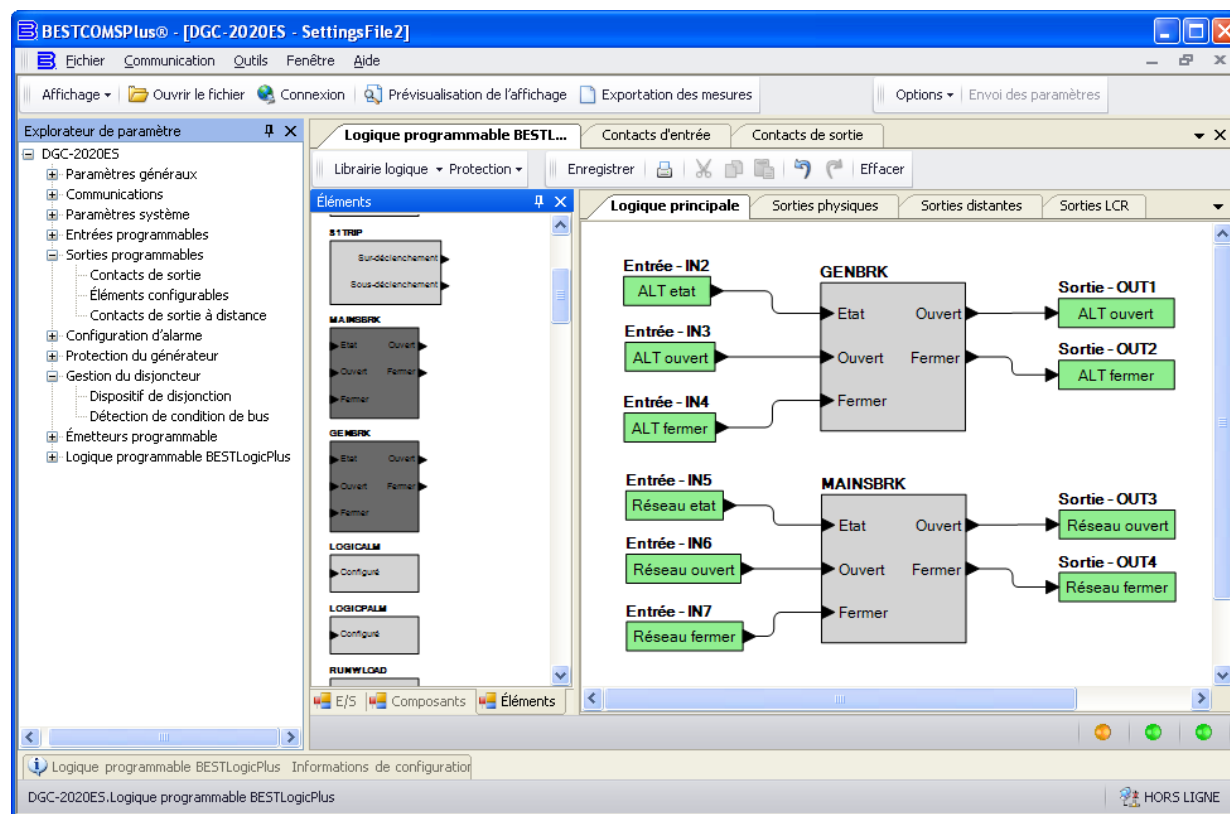 BESTCOMSPlus® - [DGC-2020ES - SettingsFile2]
Fichier Communication Outils Fenêtre Aide
Affichage Ouvrir le fichier Connexion Prévisualisation de l'affichage Exportation des mesures Options Envoi des paramètres
Explorateur de paramètre
DGC-2020ES
Paramètres généraux
Communications
Paramètres système
Entrées programmables
Sorties programmables
Contacts de sortie
Éléments configurables
Contacts de sortie à distance
Configuration d'alarme
Protection du générateur
Gestion du disjoncteur
Dispositif de disjonction
Détection de condition de bus
Émetteurs programmable
Logique programmable BESTLogicPlus
Logique programmable BESTL... Contacts d'entrée Contacts de sortie
Librairie logique Protection Enregistrer Effacer
Éléments
81TRIP
Sur-déclenchement
Sous-déclenchement
MAINSBRK
Etat Ouvert
Ouvert Fermer
Fermer
GENBRK
Etat Ouvert
Ouvert Fermer
Fermer
LOGICALM
Configuré
LOGICPALM
Configuré
RUNWLOAD
E/S Composants Éléments
Logique principale Sorties physiques Sorties distantes Sorties LCR
Entrée - IN2
ALT etat
Entrée - IN3
ALT ouvert
Entrée - IN4
ALT fermer
GENBRK
Etat Ouvert
Ouvert Fermer
Fermer
Sortie - OUT1
ALT ouvert
Sortie - OUT2
ALT fermer
Entrée - IN5
Réseau etat
Entrée - IN6
Réseau ouvert
Entrée - IN7
Réseau fermer
MAINSBRK
Etat Ouvert
Ouvert Fermer
Fermer
Sortie - OUT3
Réseau ouvert
Sortie - OUT4
Réseau fermer
Logique programmable BESTLogicPlus Informations de configuration
DGC-2020ES.Logique programmable BESTLogicPlus HORS LIGNE